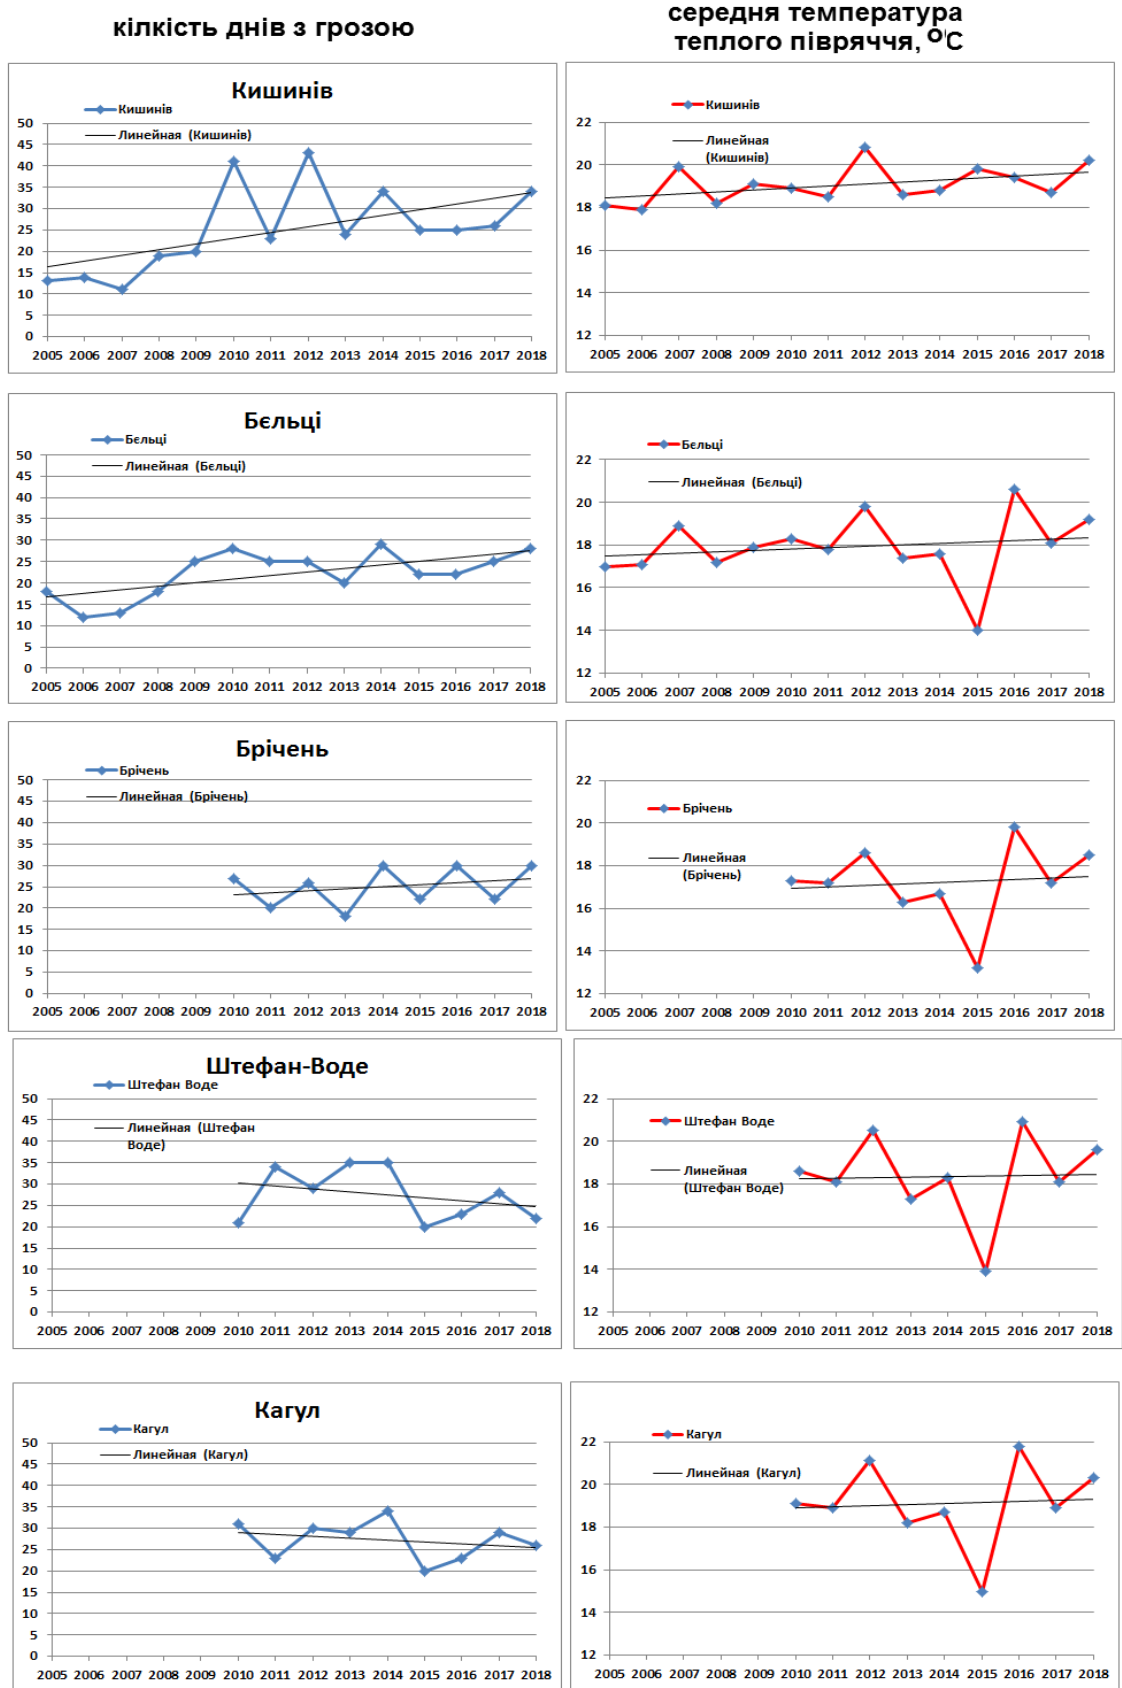 кілкість днів з грозою
середня температура
теплого півряччя, ⁰С
Кишинів
Кишинів
Линейная (Кишинів)
50
45
40
35
30
25
20
15
10
5
0
2005 2006 2007 2008 2009 2010 2011 2012 2013 2014 2015 2016 2017 2018
Кишинів
Линейная
(Кишинів)
22
20
18
16
14
12
2005 2006 2007 2008 2009 2010 2011 2012 2013 2014 2015 2016 2017 2018
Бєльці
Бєльці
Линейная (Бєльці)
50
45
40
35
30
25
20
15
10
5
0
2005 2006 2007 2008 2009 2010 2011 2012 2013 2014 2015 2016 2017 2018
Бєльці
Линейная (Бєльці)
22
20
18
16
14
12
2005 2006 2007 2008 2009 2010 2011 2012 2013 2014 2015 2016 2017 2018
Брічень
Брічень
Линейная (Брічень)
50
45
40
35
30
25
20
15
10
5
0
2005 2006 2007 2008 2009 2010 2011 2012 2013 2014 2015 2016 2017 2018
Брічень
Линейная
(Брічень)
22
20
18
16
14
12
2005 2006 2007 2008 2009 2010 2011 2012 2013 2014 2015 2016 2017 2018
Штефан-Воде
Штефан Воде
Линейная (Штефан
Воде)
50
45
40
35
30
25
20
15
10
5
0
2005 2006 2007 2008 2009 2010 2011 2012 2013 2014 2015 2016 2017 2018
Штефан Воде
Линейная
(Штефан Воде)
22
20
18
16
14
12
2005 2006 2007 2008 2009 2010 2011 2012 2013 2014 2015 2016 2017 2018
Кагул
Кагул
Линейная (Кагул)
50
45
40
35
30
25
20
15
10
5
0
2005 2006 2007 2008 2009 2010 2011 2012 2013 2014 2015 2016 2017 2018
Кагул
Линейная (Кагул)
22
20
18
16
14
12
2005 2006 2007 2008 2009 2010 2011 2012 2013 2014 2015 2016 2017 2018